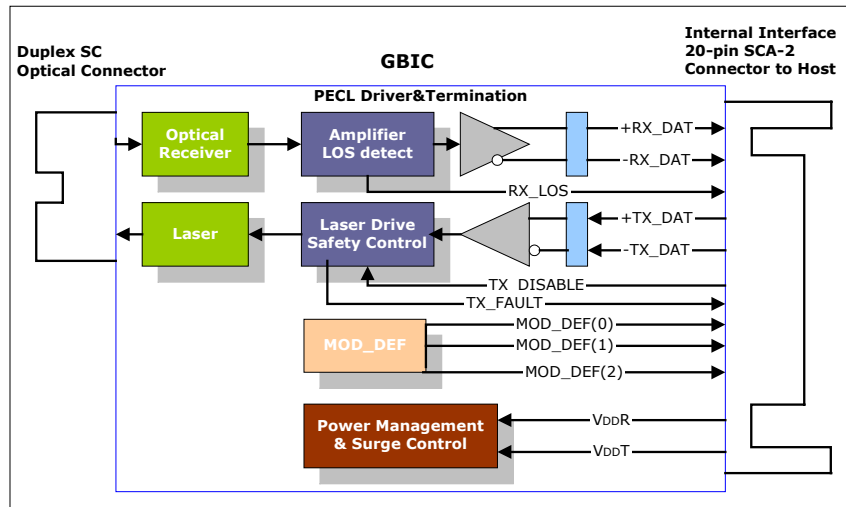 Duplex SC
Optical Connector
GBIC
Internal Interface
20-pin SCA-2
Connector to Host
PECL Driver&Termination
Optical
Receiver
Amplifier
LOS detect
+RX_DAT
-RX_DAT
RX_LOS
Laser
Laser Drive
Safety Control
+TX_DAT
-TX_DAT
TX_DISABLE
TX_FAULT
MOD_DEF
MOD_DEF(0)
MOD_DEF(1)
MOD_DEF(2)
Power Management
& Surge Control
VDDR
VDDT